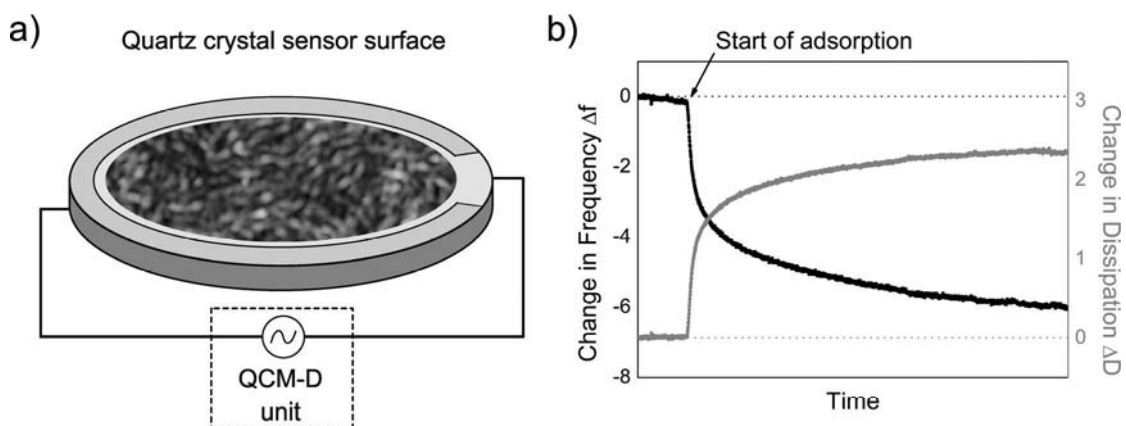 a)
Quartz crystal sensor surface
QCM-D
unit
b)
Start of adsorption
Change in Frequency Δf
0
-2
-4
-6
-8
Time
3
2
1
0
Change in Dissipation ΔD